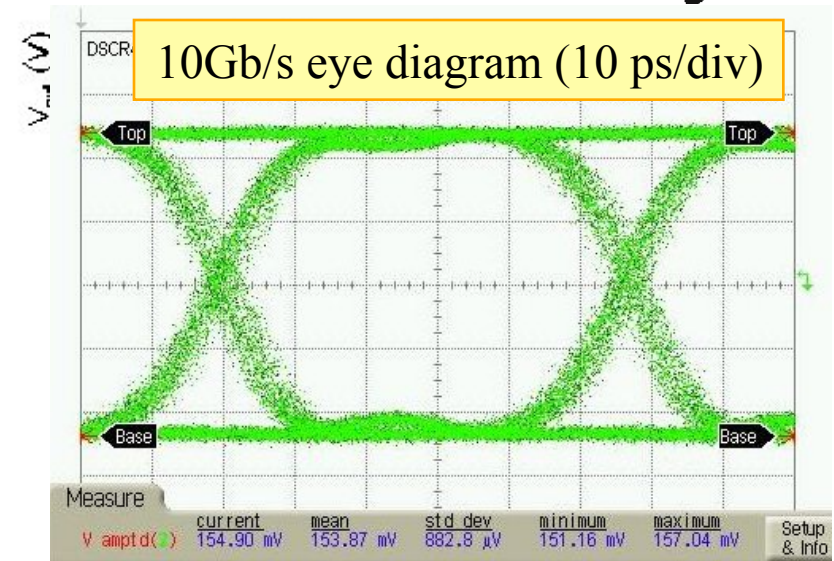 DSCR
10Gb/s eye diagram (10 ps/div)
Top Top
Base Base
Measure
current mean std dev minimum maximum
V amptd( ) 154.90 mV 153.87 mV 882.8 µV 151.16 mV 157.04 mV
Setup
& Info